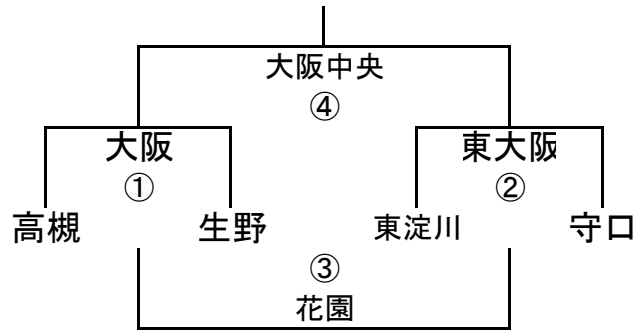 大阪中央
④
大阪
東大阪
①
②
高槻
生野
東淀川
守口
③
花園